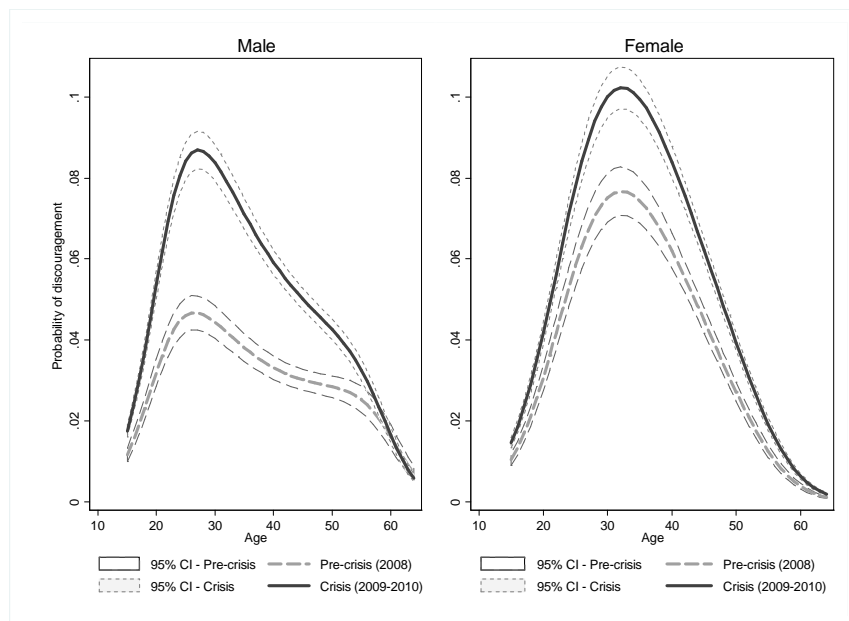 Male
Female
Probability of discouragement
.1
.08
.06
.04
.02
0
10 20 30 40 50 60
Age
.1
.08
.06
.04
.02
0
10 20 30 40 50 60
Age
95% CI - Pre-crisis
Pre-crisis (2008)
95% CI - Crisis
Crisis (2009-2010)
95% CI - Pre-crisis
Pre-crisis (2008)
95% CI - Crisis
Crisis (2009-2010)